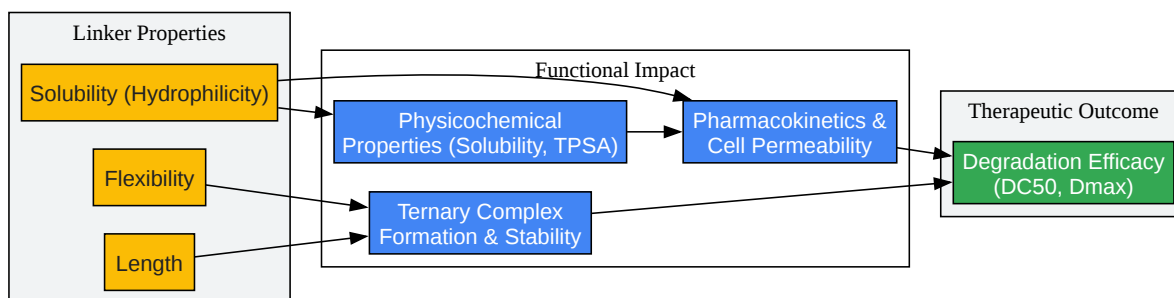 Linker Properties
Solubility (Hydrophilicity)
Flexibility
Length
Functional Impact
Physicochemical
Properties (Solubility, TPSA)
Pharmacokinetics &
Cell Permeability
Ternary Complex
Formation & Stability
Therapeutic Outcome
Degradation Efficacy
(DC50, Dmax)